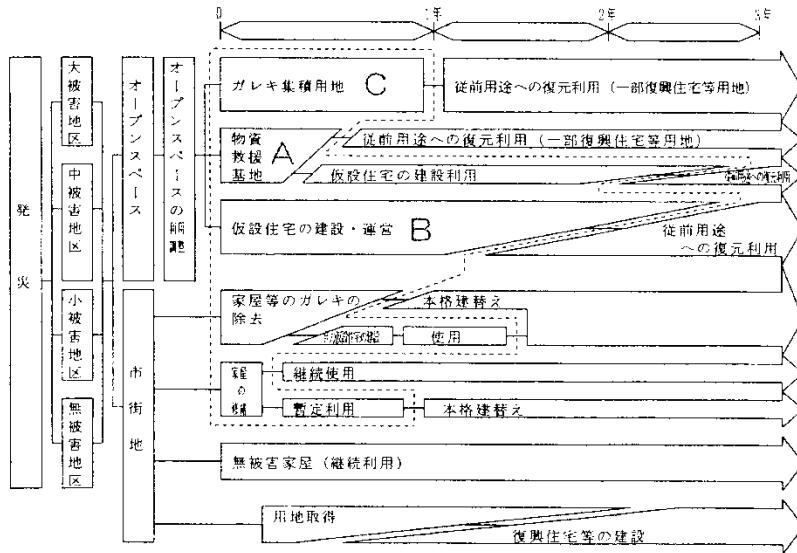 0
1年
2年
3年
発災
大被害地区
中被害地区
小被害地区
無被害地区
オープンスペース
オープンスペースの
市街地
ガレキ集積用地 C
従前用途への復元利用（一部復興住宅等用地）
物資
救援
基地
A
従前用途への復元利用（一部復興住宅等用地）
仮設住宅の建設利用
仮設住宅の建設・運営 B
従前用途
への復元利用
家屋等のガレキの
除去
本格建替え
使用
家屋
の
継続使用
暫定利用
本格建替え
無被害家屋（継続利用）
用地取得
復興住宅等の建設